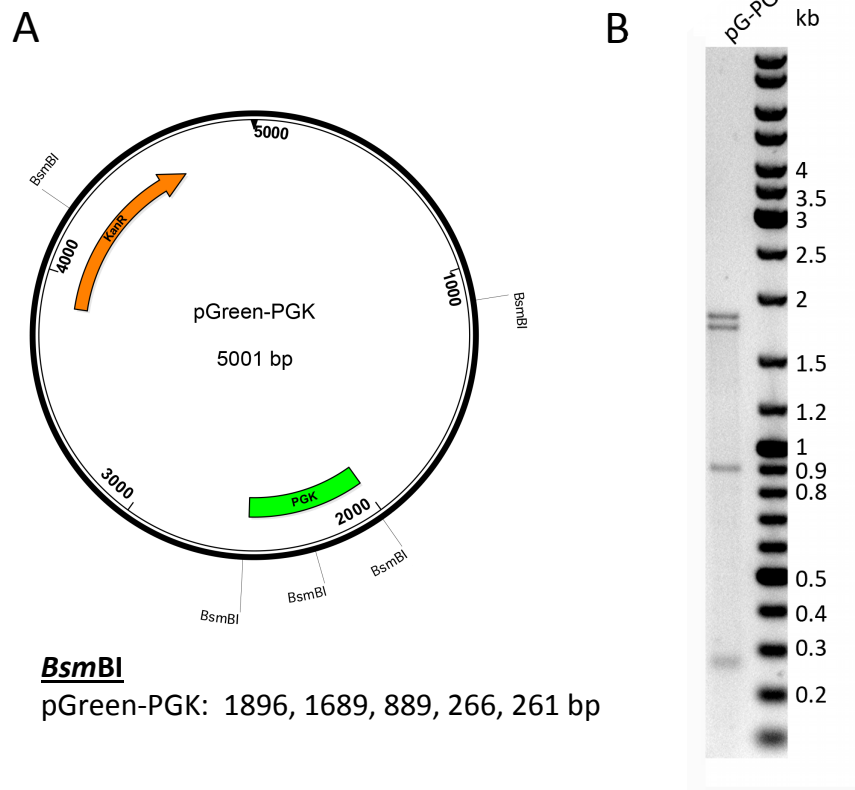 A
B
kb
5000
BsmBI
KanR
4000
1000
BsmBI
pGreen-PGK
5001 bp
3000
PGK
2000
BsmBI
BsmBI
BsmBI
4
3.5
3
2.5
2
1.5
1.2
1
0.9
0.8
0.5
0.4
0.3
0.2
BsmBI
pGreen-PGK: 1896, 1689, 889, 266, 261 bp